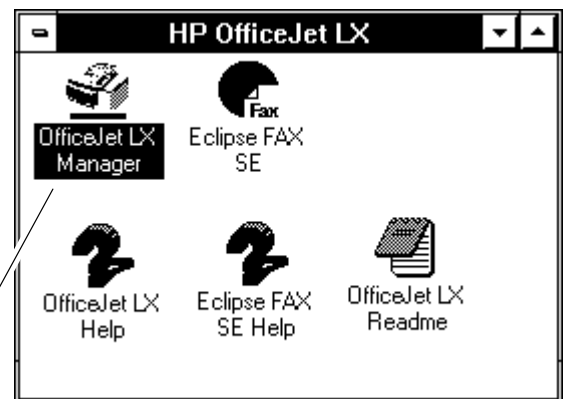 HP OfficeJet LX
OfficeJet LX
Manager
Fax
Eclipse FAX
SE
OfficeJet LX
Help
Eclipse FAX
SE Help
OfficeJet LX
Readme